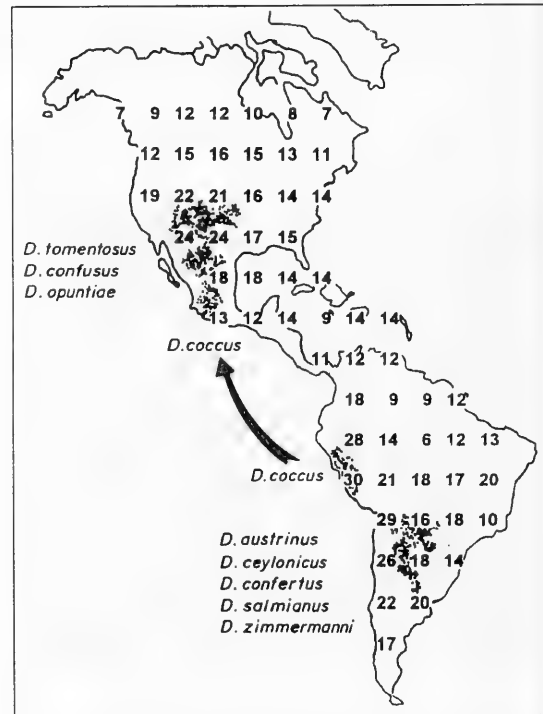 7 9 12 12 10 8 7
12 15 16 15 13 11
19 22 21 16 14 14
24 24 17 15
D. tomentosus
D. confusus
D. opuntiae
18 18 14 14
13 12 14 9 14 14
D. coccus
11 12 12
18 9 9 12
28 14 6 12 13
D. coccus
30 21 18 17 20
29 16 18 10
D. austrinus
D. ceylonicus
D. confertus
D. salmianus
D. zimmermanni
26 18 14
22 20
17